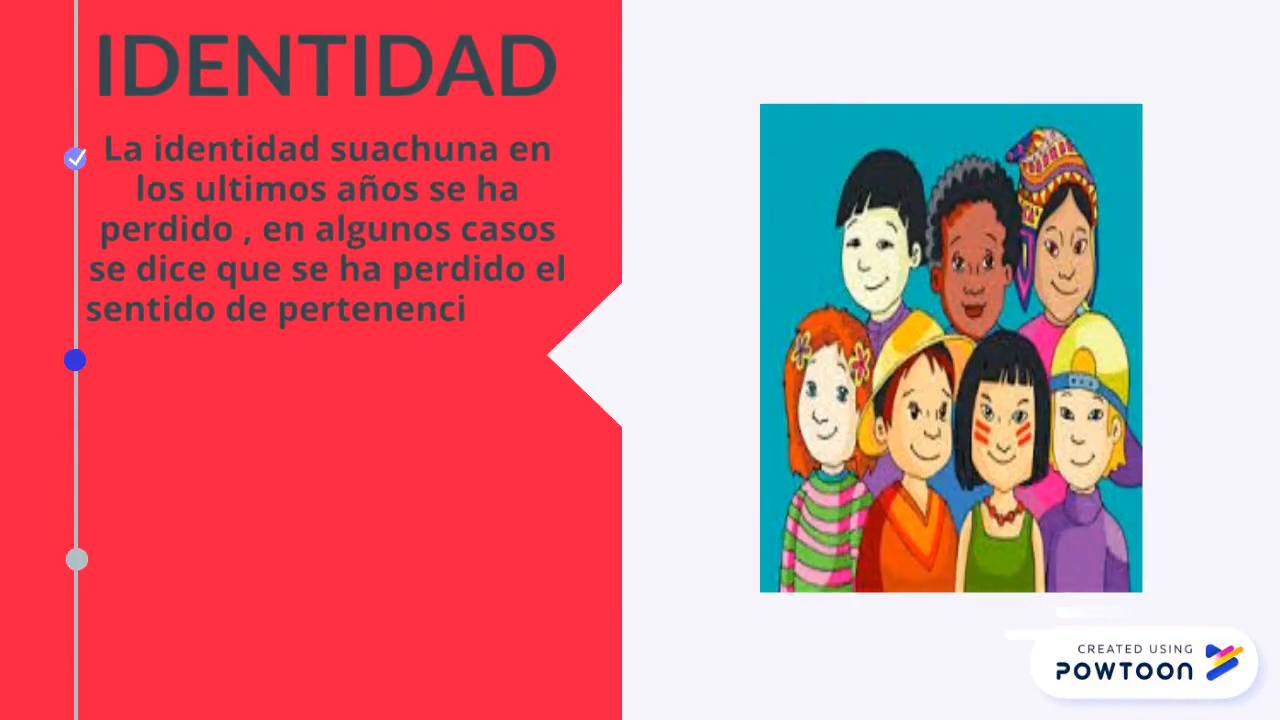 IDENTIDAD
La identidad suachuna en
los ultimos años se ha
perdido , en algunos casos
se dice que se ha perdido el
sentido de pertenenci
CREATED USING
POWTOON